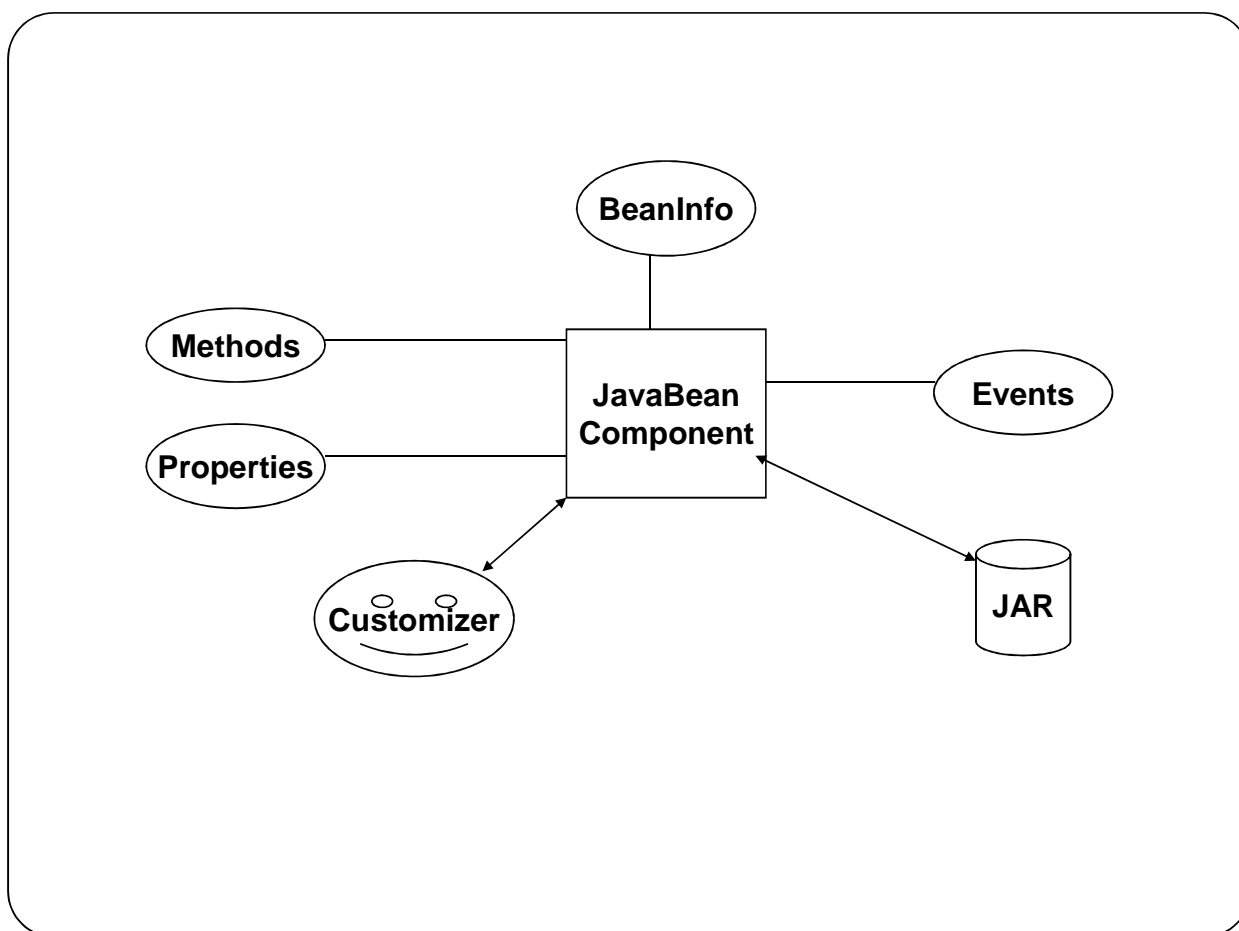 BeanInfo
Methods
JavaBean
Component
Events
Properties
Customizer
JAR